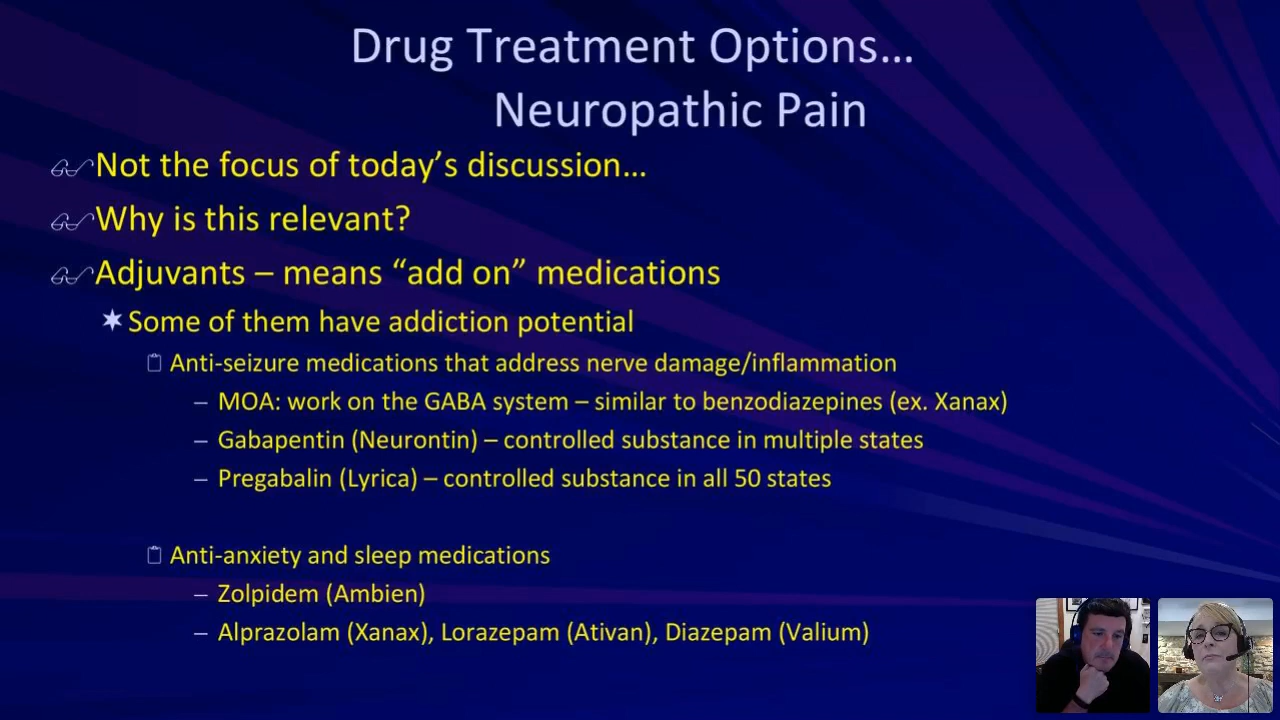 Drug Treatment Options…
Neuropathic Pain
Not the focus of today’s discussion…
Why is this relevant?
Adjuvants – means “add on” medications
Some of them have addiction potential
Anti-seizure medications that address nerve damage/inflammation
– MOA: work on the GABA system – similar to benzodiazepines (ex. Xanax)
– Gabapentin (Neurontin) – controlled substance in multiple states
– Pregabalin (Lyrica) – controlled substance in all 50 states
Anti-anxiety and sleep medications
– Zolpidem (Ambien)
– Alprazolam (Xanax), Lorazepam (Ativan), Diazepam (Valium)